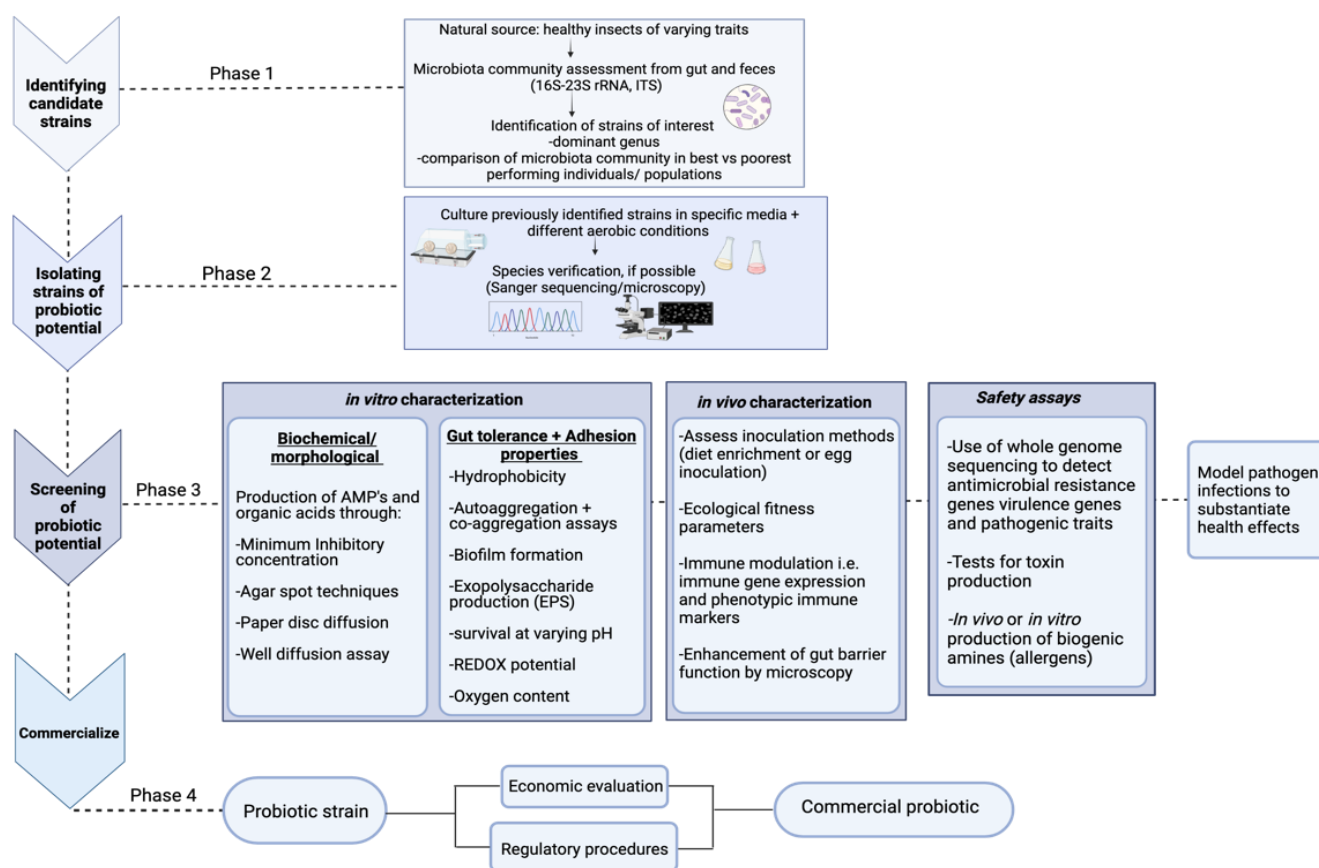 Identifying
candidate
strains
Phase 1
Natural source: healthy insects of varying traits
Microbiota community assessment from gut and feces
(16S-23S rRNA, ITS)
Identification of strains of interest
-dominant genus
-comparison of microbiota community in best vs poorest
performing individuals/ populations
Isolating
strains of
probiotic
potential
Phase 2
Culture previously identified strains in specific media +
different aerobic conditions
Species verification, if possible
(Sanger sequencing/microscopy)
Screening
of
probiotic
potential
Phase 3
in vitro characterization
Biochemical/
morphological
Production of AMP's and
organic acids through:
-Minimum Inhibitory
concentration
-Agar spot techniques
-Paper disc diffusion
-Well diffusion assay
Gut tolerance + Adhesion
properties
-Hydrophobicity
-Autoaggregation +
co-aggregation assays
-Biofilm formation
-Exopolysaccharide
production (EPS)
-survival at varying pH
-REDOX potential
-Oxygen content
in vivo characterization
-Assess inoculation methods
(diet enrichment or egg
inoculation)
-Ecological fitness
parameters
-Immune modulation i.e.
immune gene expression
and phenotypic immune
markers
-Enhancement of gut barrier
function by microscopy
Safety assays
-Use of whole genome
sequencing to detect
antimicrobial resistance
genes virulence genes
and pathogenic traits
-Tests for toxin
production
-In vivo or in vitro
production of biogenic
amines (allergens)
Model pathogen
infections to
substantiate
health effects
Commercialize
Phase 4
Probiotic strain
Economic evaluation
Regulatory procedures
Commercial probiotic